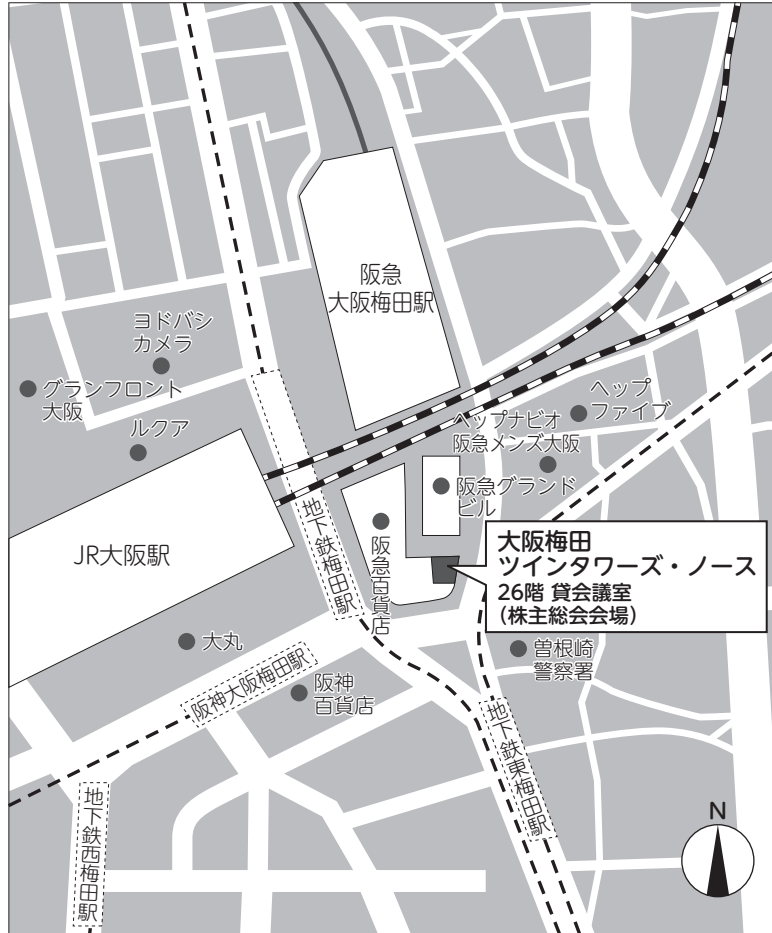 阪急
大阪梅田駅
ヨドバシ
カメラ
グランフロント
大阪
ルクア
ヘップ
ファイブ
ヘップナビオ
阪急メンズ大阪
阪急グランド
ビル
JR大阪駅
地下鉄梅田駅
阪急百貨店
大阪梅田
ツインタワーズ・ノース
26階 貸会議室
(株主総会会場)
大丸
阪神大阪梅田駅
阪神
百貨店
曽根崎
警察署
地下鉄東梅田駅
地下鉄西梅田駅
N